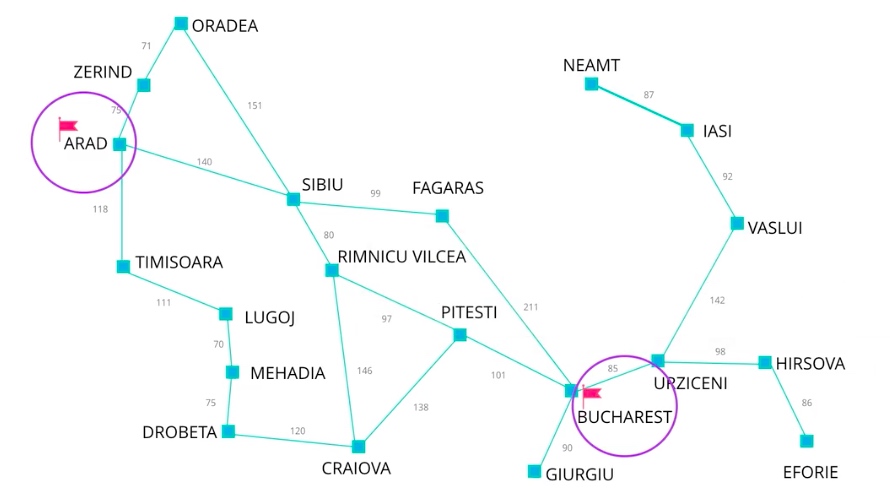 ORADEA
71
ZERIND
NEAMT
87
151
75
ARAD
IASI
140
SIBIU
FAGARAS
92
99
118
VASLUI
80
RIMNICU VILCEA
TIMISOARA
142
111
211
PITESTI
LUGOJ
97
70
98
HIRSOVA
MEHADIA
146
101
85
URZICENI
75
138
BUCHAREST
86
DROBETA
120
90
CRAIOVA
GIURGIU
EFORIE